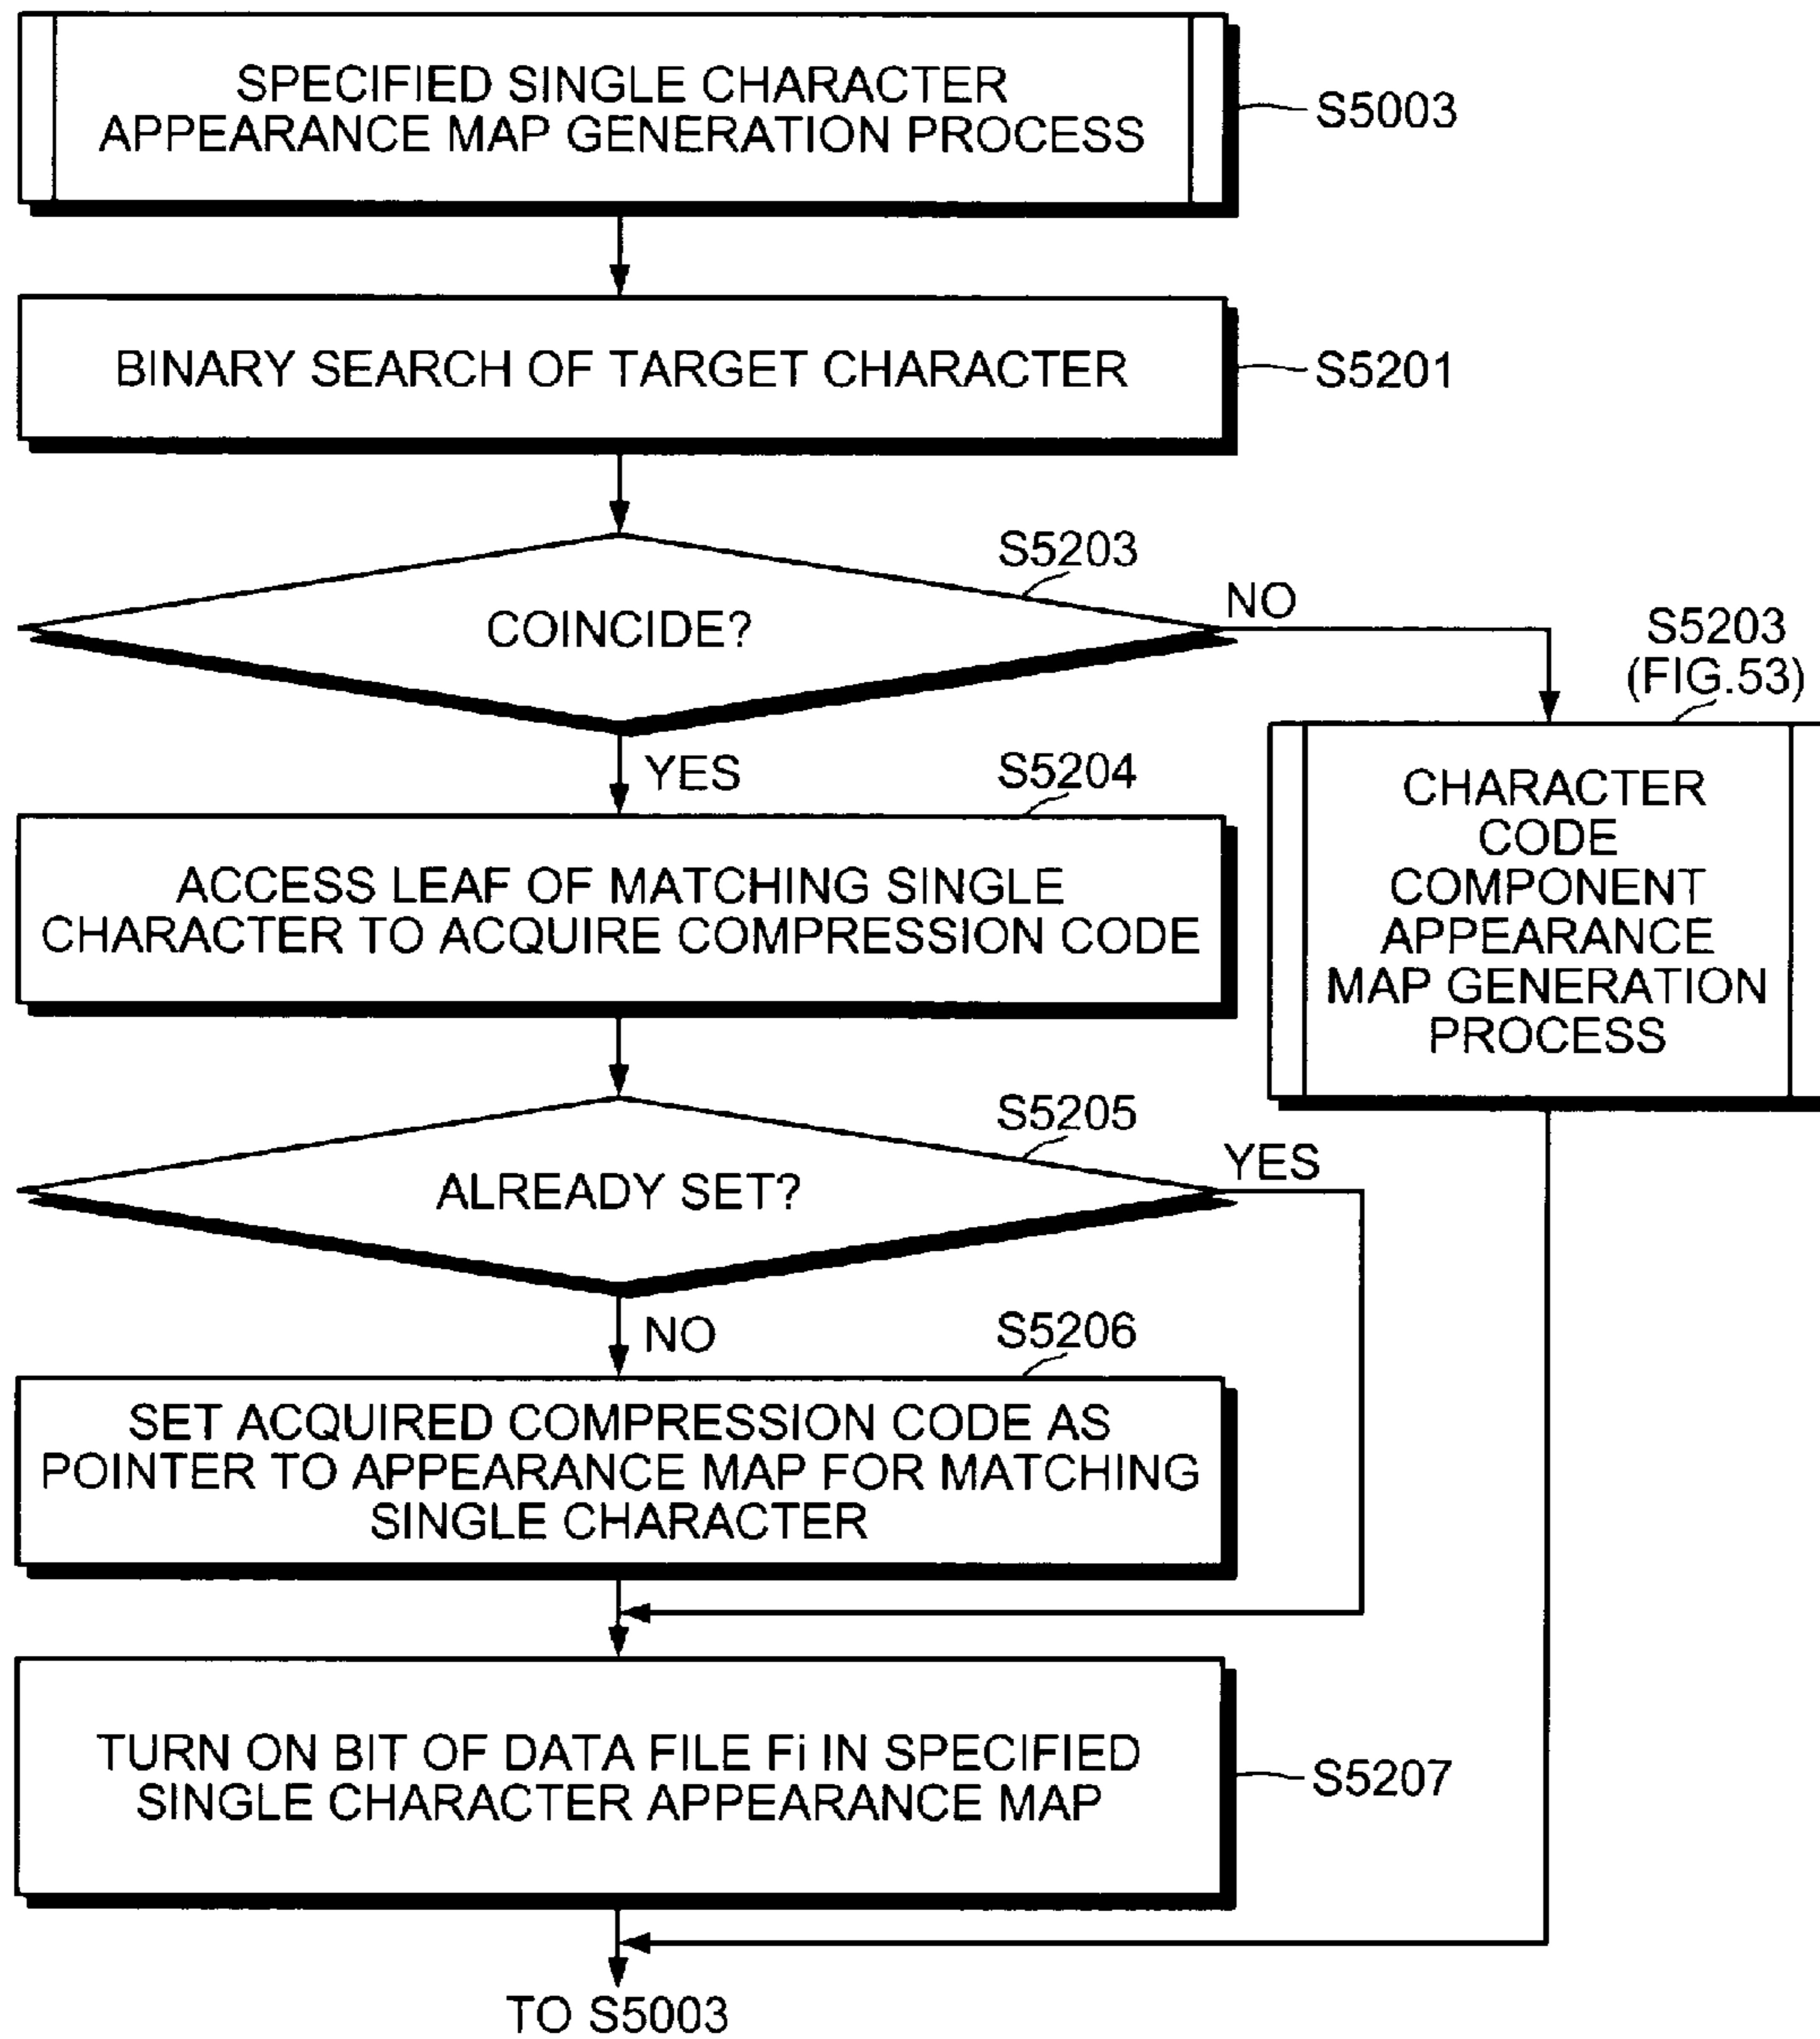 SPECIFIED SINGLE CHARACTER
APPEARANCE MAP GENERATION PROCESS
S5003
BINARY SEARCH OF TARGET CHARACTER
S5201
S5203
COINCIDE?
NO
S5203
(FIG.53)
YES
CHARACTER
CODE
COMPONENT
APPEARANCE
MAP GENERATION
PROCESS
S5204
ACCESS LEAF OF MATCHING SINGLE
CHARACTER TO ACQUIRE COMPRESSION CODE
S5205
ALREADY SET?
YES
NO
S5206
SET ACQUIRED COMPRESSION CODE AS
POINTER TO APPEARANCE MAP FOR MATCHING
SINGLE CHARACTER
TURN ON BIT OF DATA FILE Fi IN SPECIFIED
SINGLE CHARACTER APPEARANCE MAP
S5207
TO S5003